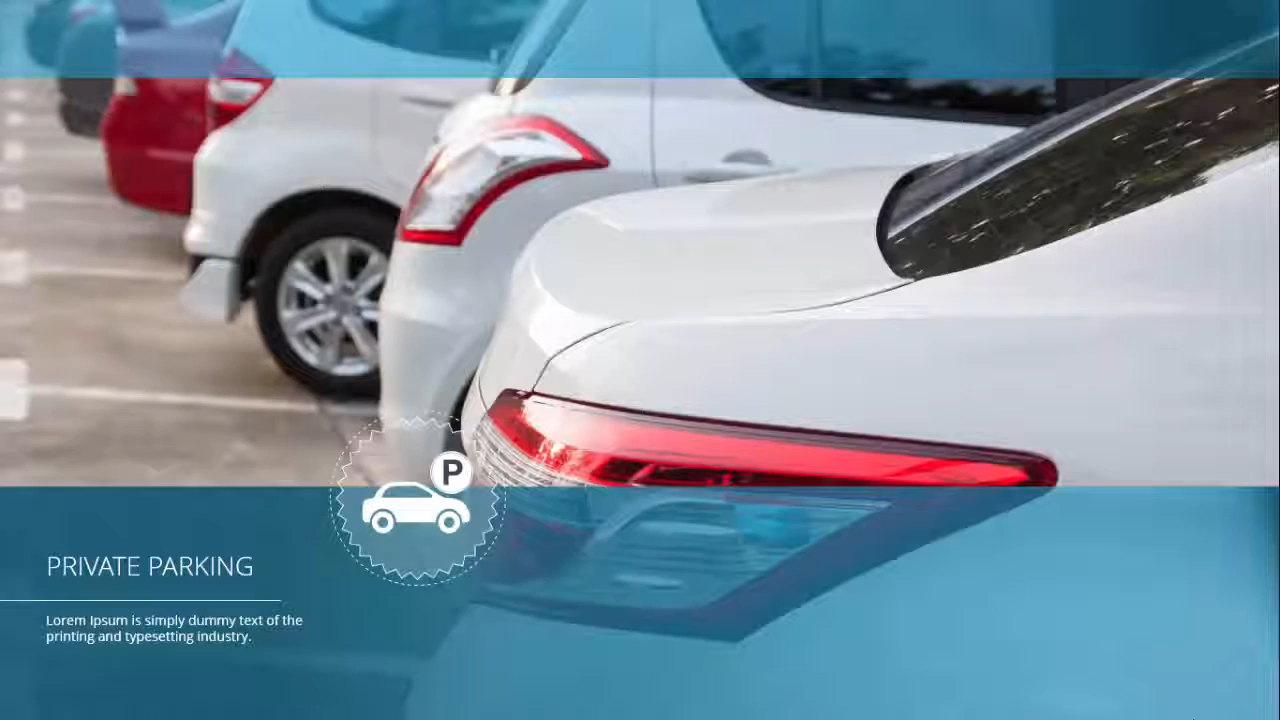 P
PRIVATE PARKING
Lorem Ipsum is simply dummy text of the
printing and typesetting industry.